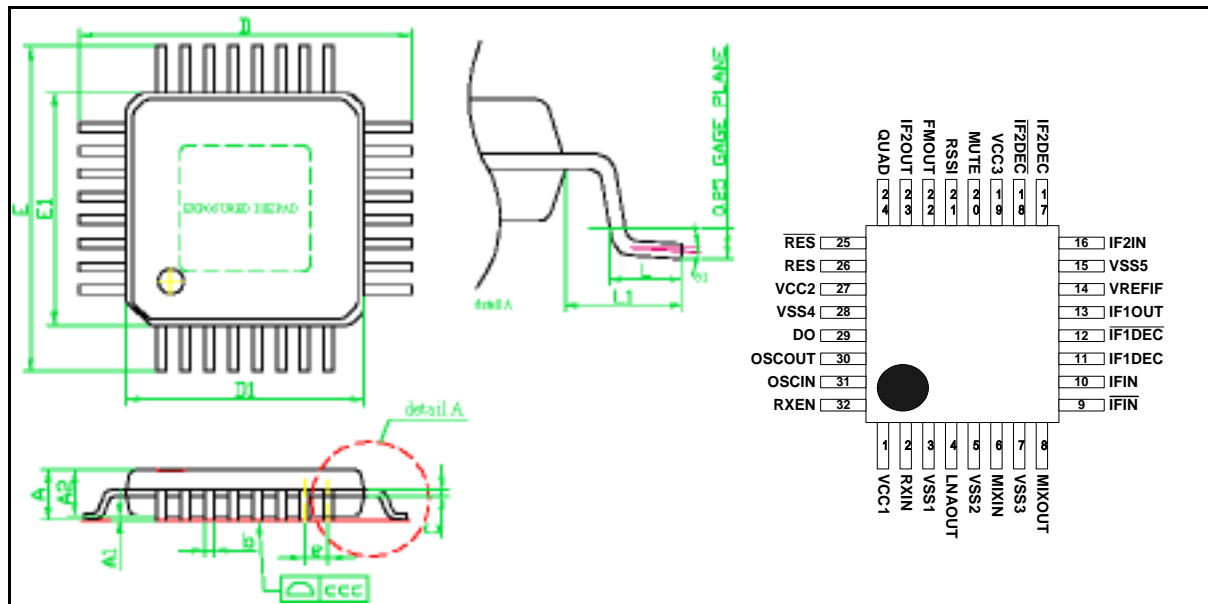 D
E
E1
D1
0.25 GAGE PLANE
L
L1
detail A
detail A
A
A2
A1
b
e
C
CCC
QUAD
IF2OUT
FMOUT
RSSI
MUTE
VCC3
IF2DEC
IF2DEC
24
23
22
21
20
19
18
17
RES 25
RES 26
VCC2 27
VSS4 28
DO 29
OSCOUT 30
OSCIN 31
RXEN 32
16 IF2IN
15 VSS5
14 VREFIF
13 IF1OUT
12 IF1DEC
11 IF1DEC
10 IFIN
9 IFIN
1
2
3
4
5
6
7
8
VCC1
RXIN
VSS1
LNAOUT
VSS2
MIXIN
VSS3
MIXOUT